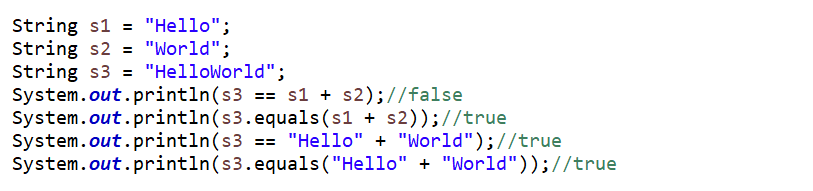 String s1 = "Hello";
String s2 = "World";
String s3 = "HelloWorld";
System.out.println(s3 == s1 + s2);//false
System.out.println(s3.equals(s1 + s2));//true
System.out.println(s3 == "Hello" + "World");//true
System.out.println(s3.equals("Hello" + "World"));//true